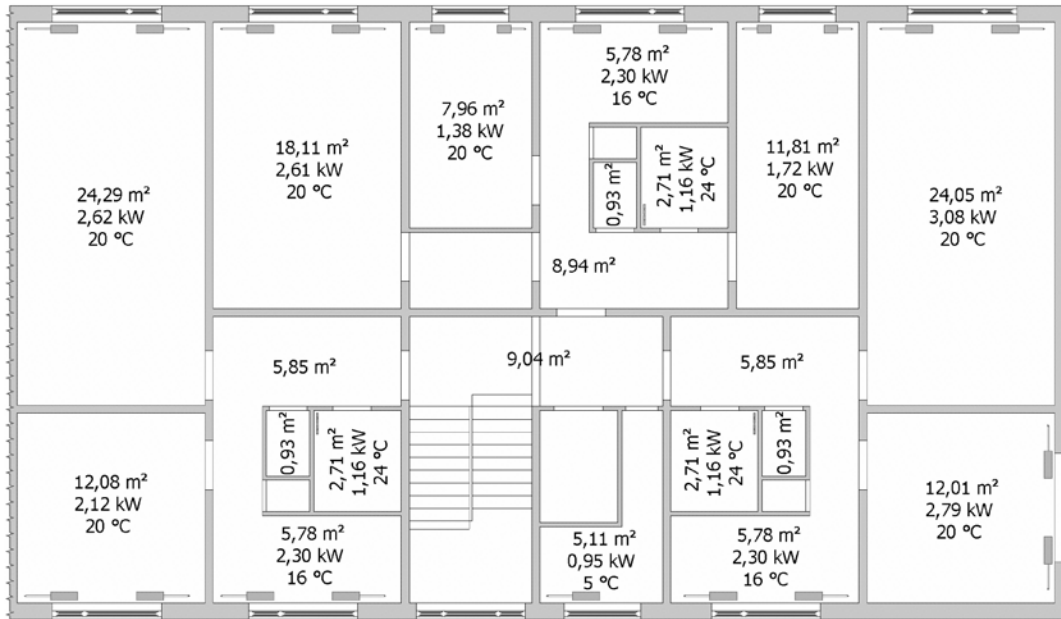 24,29 m²
2,62 kW
20 °C
18,11 m²
2,61 kW
20 °C
7,96 m²
1,38 kW
20 °C
5,78 m²
2,30 kW
16 °C
0,93 m²
2,71 m²
1,16 kW
24 °C
11,81 m²
1,72 kW
20 °C
24,05 m²
3,08 kW
20 °C
8,94 m²
5,85 m²
9,04 m²
5,85 m²
12,08 m²
2,12 kW
20 °C
0,93 m²
2,71 m²
1,16 kW
24 °C
5,78 m²
2,30 kW
16 °C
5,11 m²
0,95 kW
5 °C
2,71 m²
1,16 kW
24 °C
0,93 m²
5,78 m²
2,30 kW
16 °C
12,01 m²
2,79 kW
20 °C